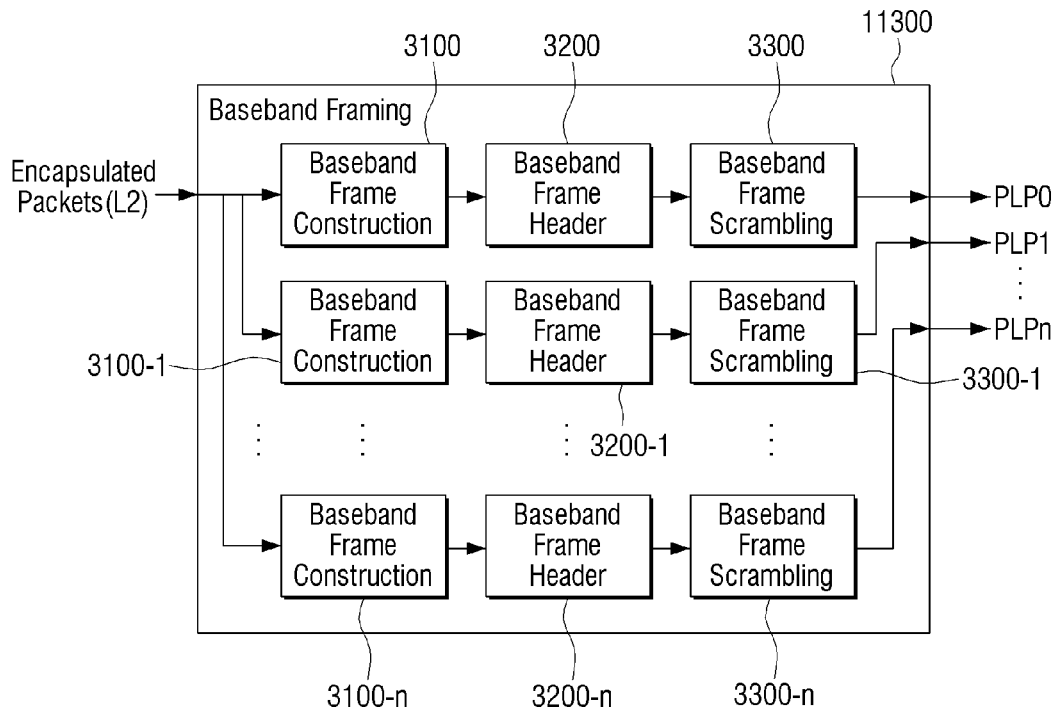 3100
3200
3300
11300
Baseband Framing
Encapsulated
Packets(L2)
Baseband
Frame
Construction
Baseband
Frame
Header
Baseband
Frame
Scrambling
PLP0
PLP1
PLPn
Baseband
Frame
Construction
Baseband
Frame
Header
Baseband
Frame
Scrambling
3100-1
3200-1
3300-1
Baseband
Frame
Construction
Baseband
Frame
Header
Baseband
Frame
Scrambling
3100-n
3200-n
3300-n